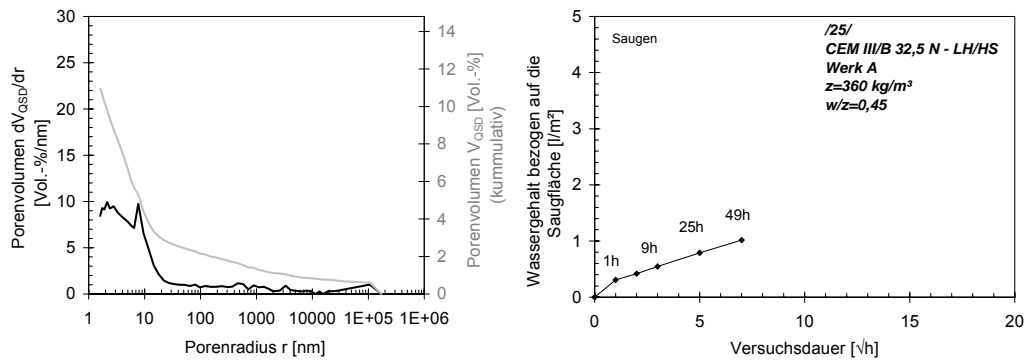 Porenvolumen dV_QSD/dr
[Vol.-%/nm]
30
25
20
15
10
5
0
14
12
10
8
6
4
2
0
Porenvolumen V_QSD [Vol.-%]
(kummulativ)
1 10 100 1000 10000 1E+05 1E+06
Porenradius r [nm]
Wassergehalt bezogen auf die
Saugfläche [l/m²]
5
4
3
2
1
0
Saugen
/25/
CEM III/B 32,5 N - LH/HS
Werk A
z=360 kg/m³
w/z=0,45
1h
9h
25h
49h
0 5 10 15 20
Versuchsdauer [√h]